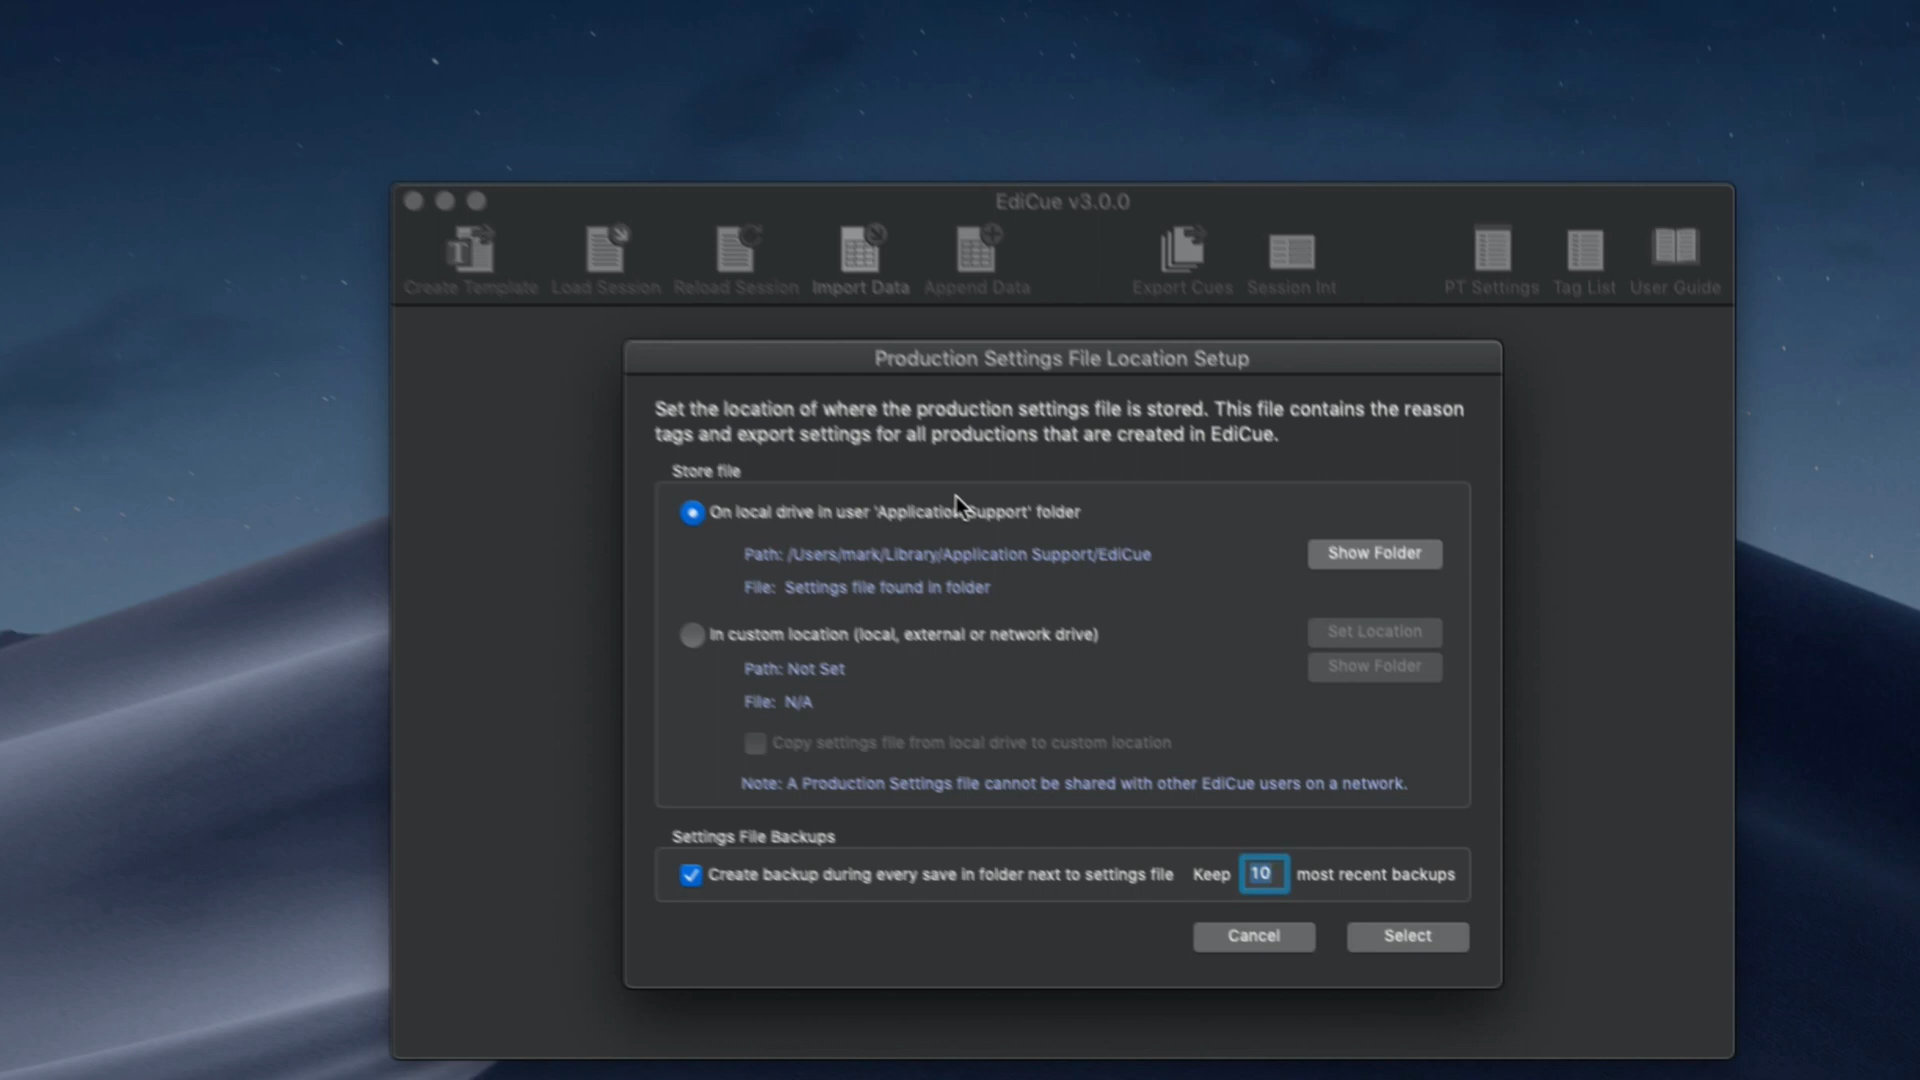 EdiCue v3.0.0
Create Template Load Session Reload Session Import Data Append Data Export Cues Session Int PT Settings Tag List User Guide
Production Settings File Location Setup
Set the location of where the production settings file is stored. This file contains the reason
tags and export settings for all productions that are created in EdiCue.
Store file
On local drive in user 'Application Support' folder
Path: /Users/mark/Library/Application Support/EdiCue Show Folder
File: Settings file found in folder
In custom location (local, external or network drive) Set Location
Path: Not Set Show Folder
File: N/A
Copy settings file from local drive to custom location
Note: A Production Settings file cannot be shared with other EdiCue users on a network.
Settings File Backups
Create backup during every save in folder next to settings file Keep 10 most recent backups
Cancel Select